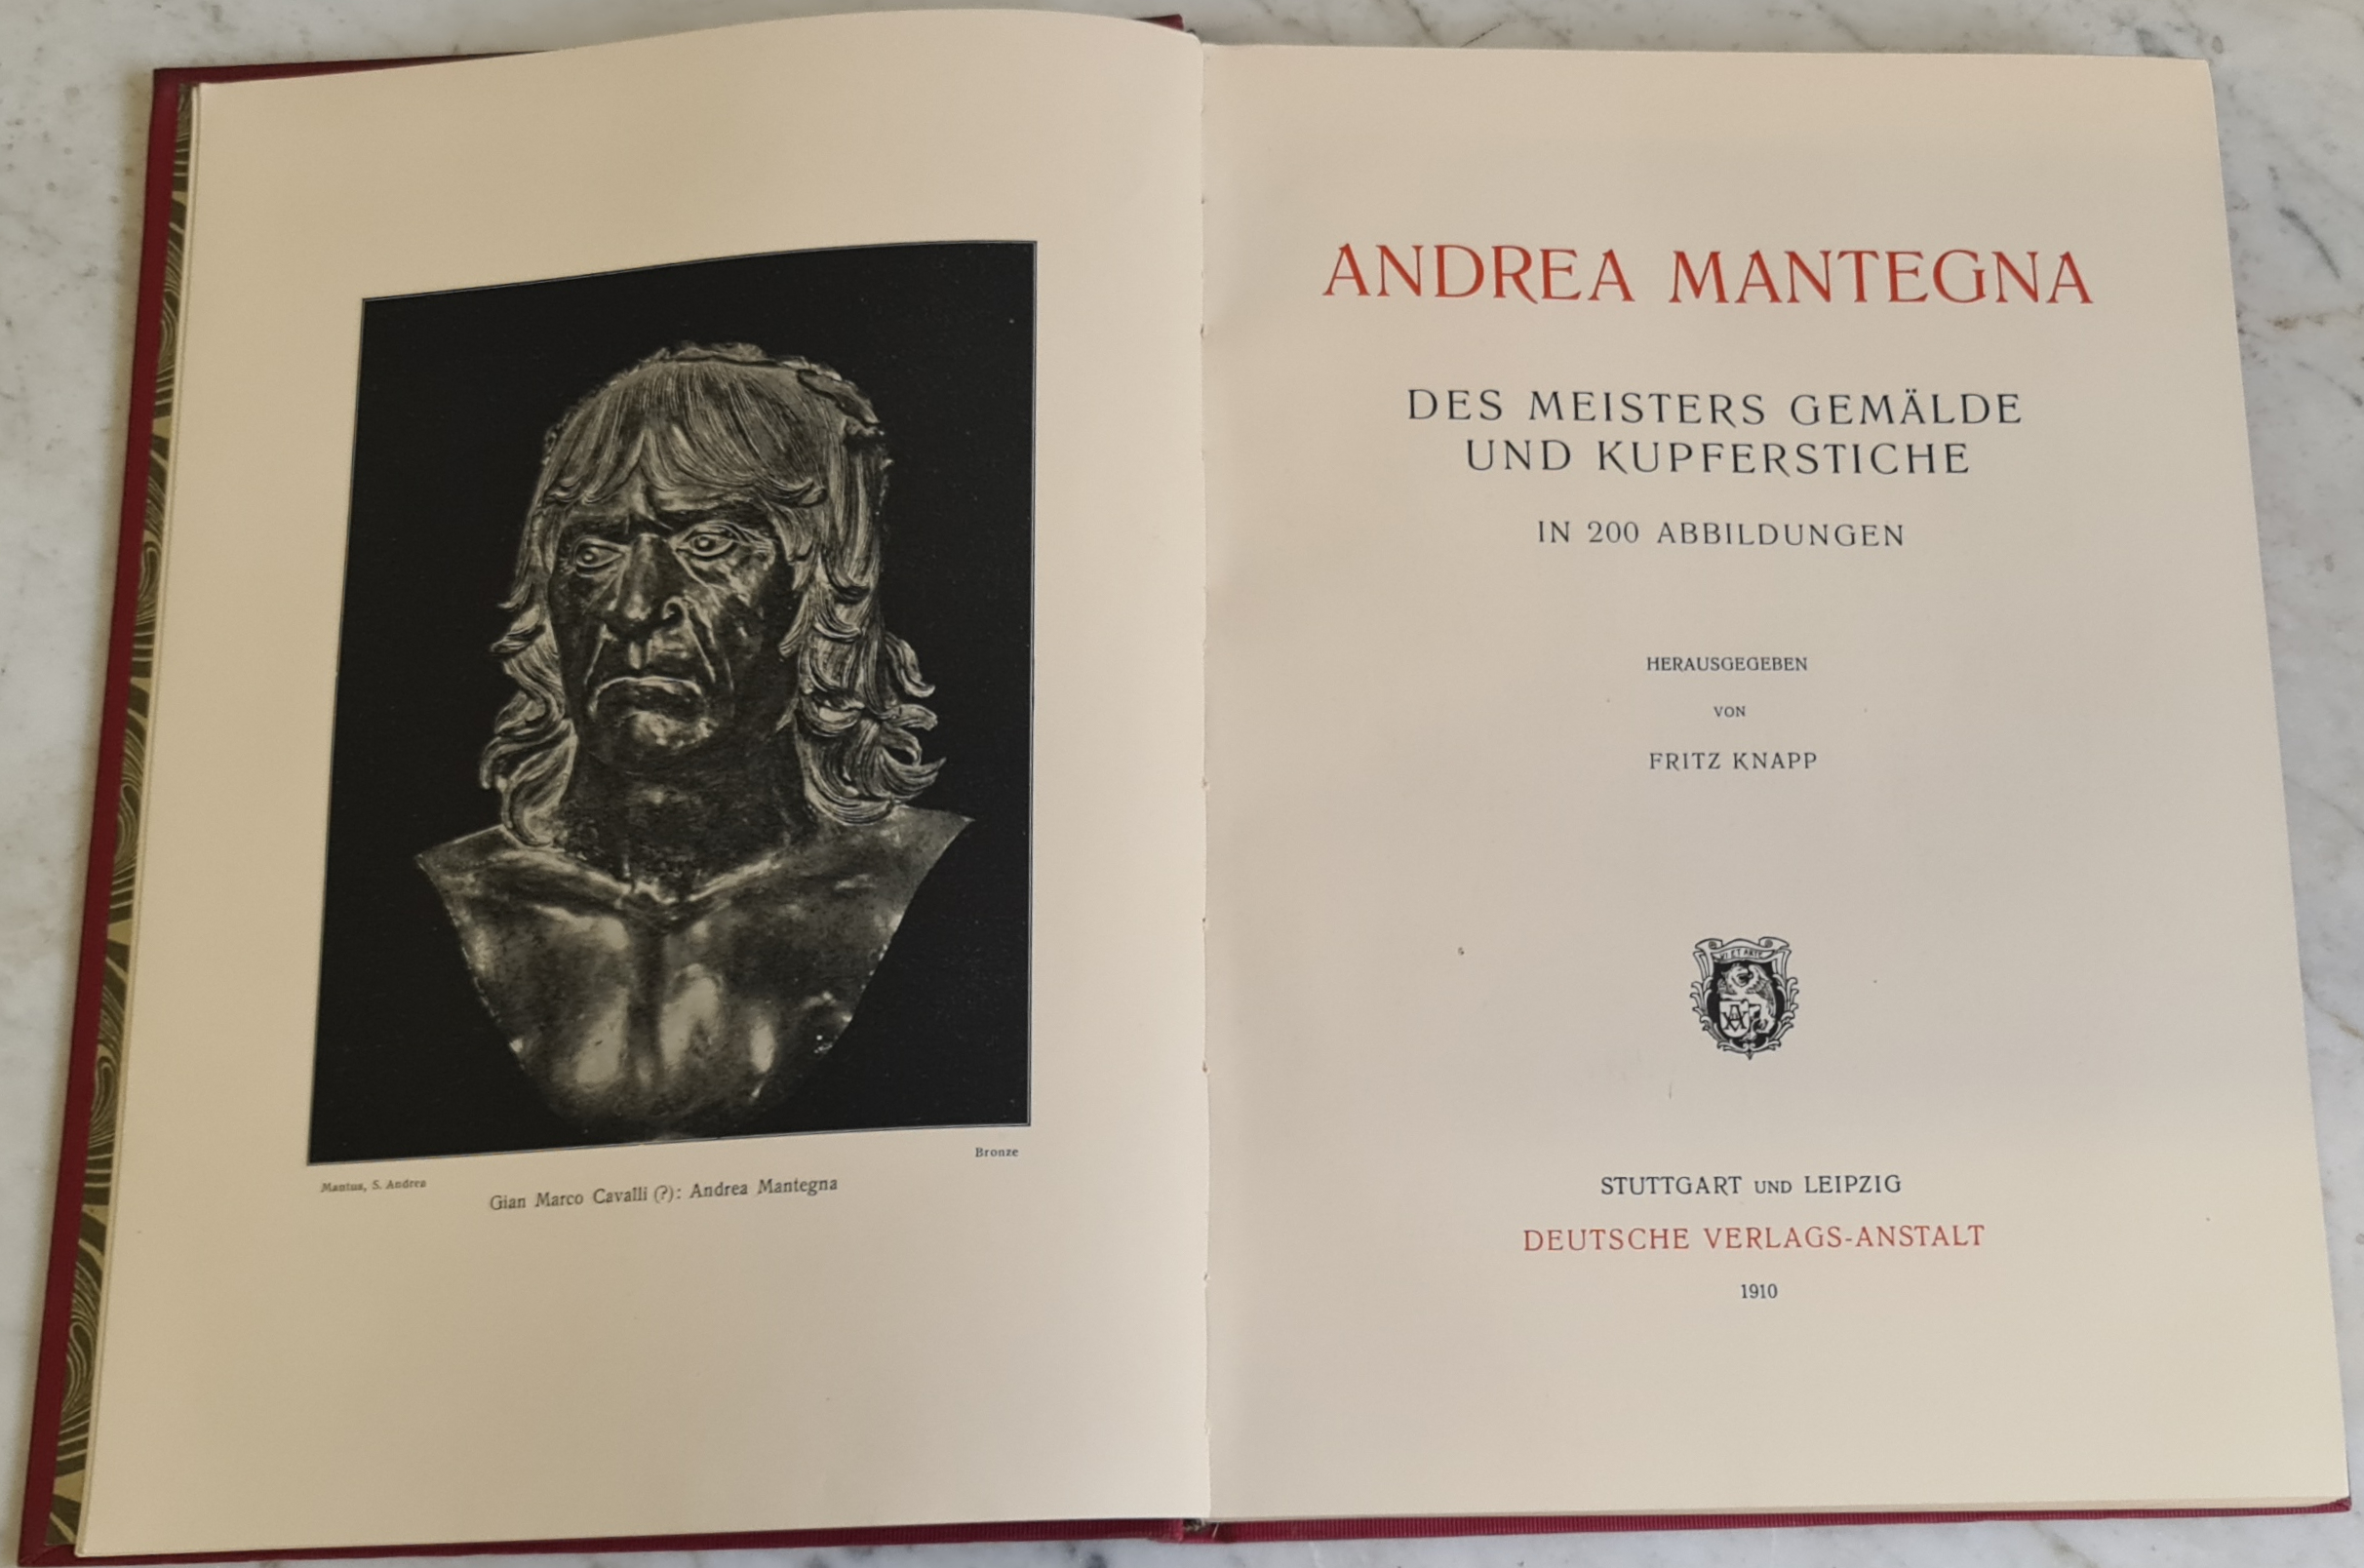 Mantua, S. Andrea
Bronze
Gian Marco Cavalli (?): Andrea Mantegna
ANDREA MANTEGNA
DES MEISTERS GEMÄLDE
UND KUPFERSTICHE
IN 200 ABBILDUNGEN
HERAUSGEGEBEN
VON
FRITZ KNAPP
STUTTGART UND LEIPZIG
DEUTSCHE VERLAGS-ANSTALT
1910